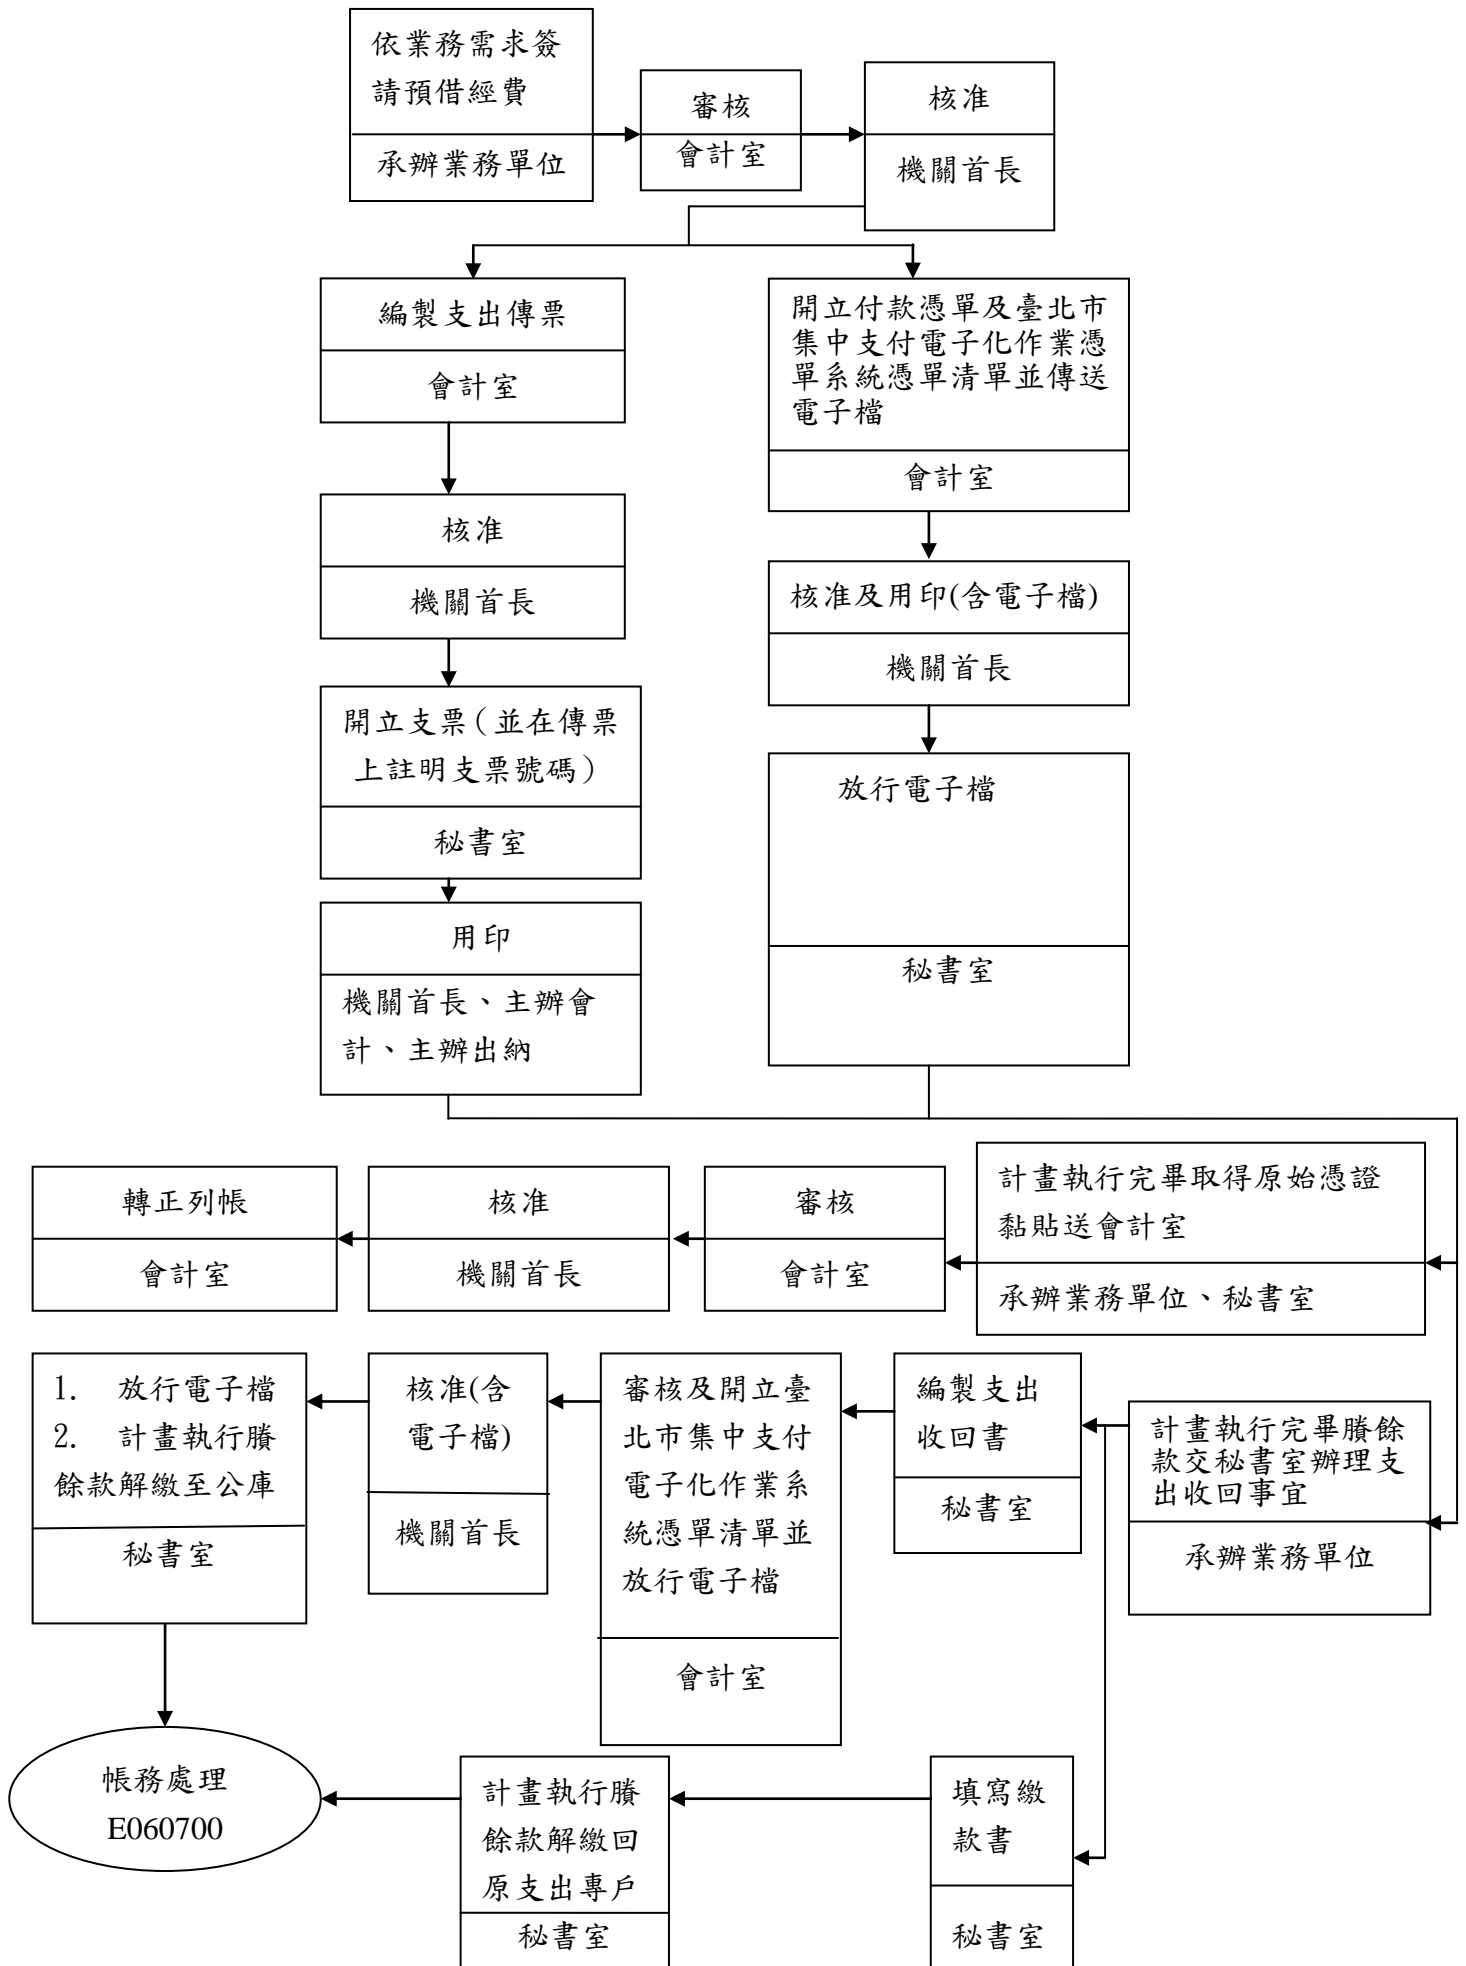 依業務需求簽
請預借經費
承辦業務單位
審核
會計室
核准
機關首長
編製支出傳票
會計室
開立付款憑單及臺北市
集中支付電子化作業憑
單系統憑單清單並傳送
電子檔
會計室
核准
機關首長
核准及用印(含電子檔)
機關首長
開立支票(並在傳票
上註明支票號碼)
秘書室
放行電子檔
秘書室
用印
機關首長、主辦會
計、主辦出納
計畫執行完畢取得原始憑證
黏貼送會計室
承辦業務單位、秘書室
審核
會計室
核准
機關首長
轉正列帳
會計室
計畫執行完畢賸餘
款交秘書室辦理支
出收回事宜
承辦業務單位
編製支出
收回書
秘書室
審核及開立臺
北市集中支付
電子化作業系
統憑單清單並
放行電子檔
會計室
核准(含
電子檔)
機關首長
1. 放行電子檔
2. 計畫執行賸
餘款解繳至公庫
秘書室
填寫繳
款書
秘書室
計畫執行賸
餘款解繳回
原支出專戶
秘書室
帳務處理
E060700